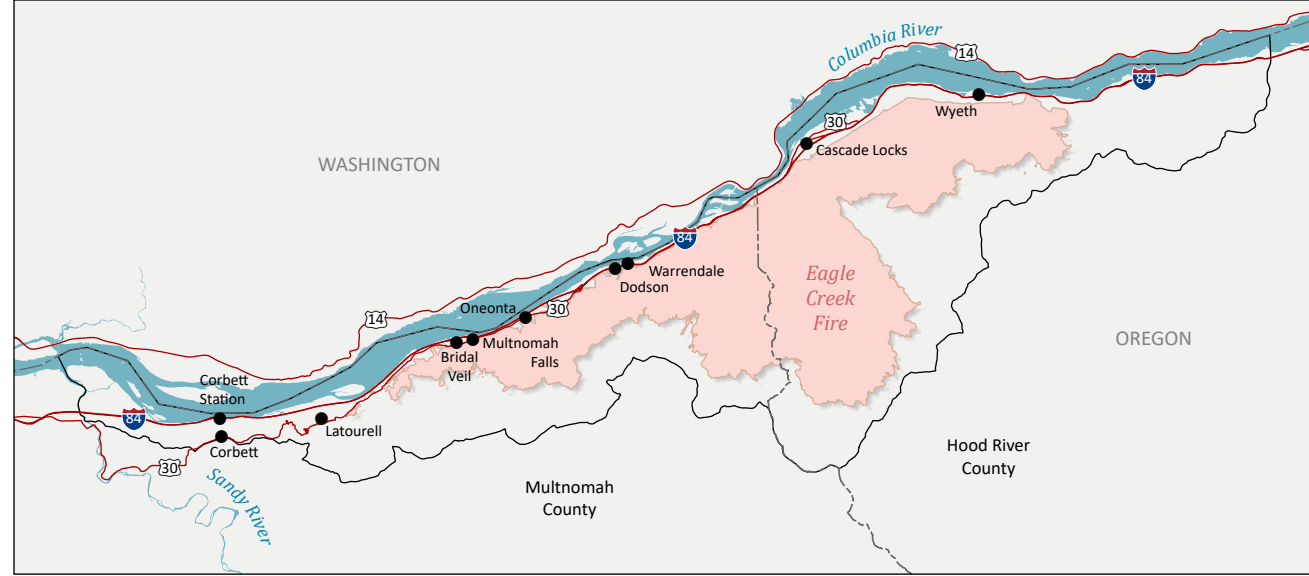 Columbia River
14
84
30
Wyeth
Cascade Locks
WASHINGTON
84
Warrendale
Dodson
Eagle
Creek
Fire
Oneonta
30
14
Multnomah
Falls
Bridal
Veil
OREGON
Corbett
Station
84
Latourell
Corbett
30
Sandy River
Hood River
County
Multnomah
County